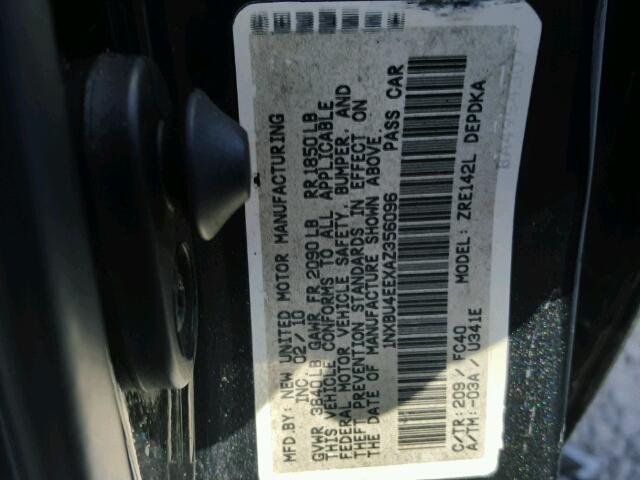 MFD.BY: NEW UNITED MOTOR MANUFACTURING
INC. 02/10
GVWR 3840LB GAWR FR 2090LB RR1850LB
THIS VEHICLE CONFORMS TO ALL APPLICABLE
FEDERAL MOTOR VEHICLE SAFETY, BUMPER, AND
THEFT PREVENTION STANDARDS IN EFFECT ON
THE DATE OF MANUFACTURE SHOWN ABOVE.
1NXBU4EEXAZ356096 PASS CAR
C/TR: 209 / FC40 MODEL: ZRE142L DEPDKA
A/TM: -03A / U341E